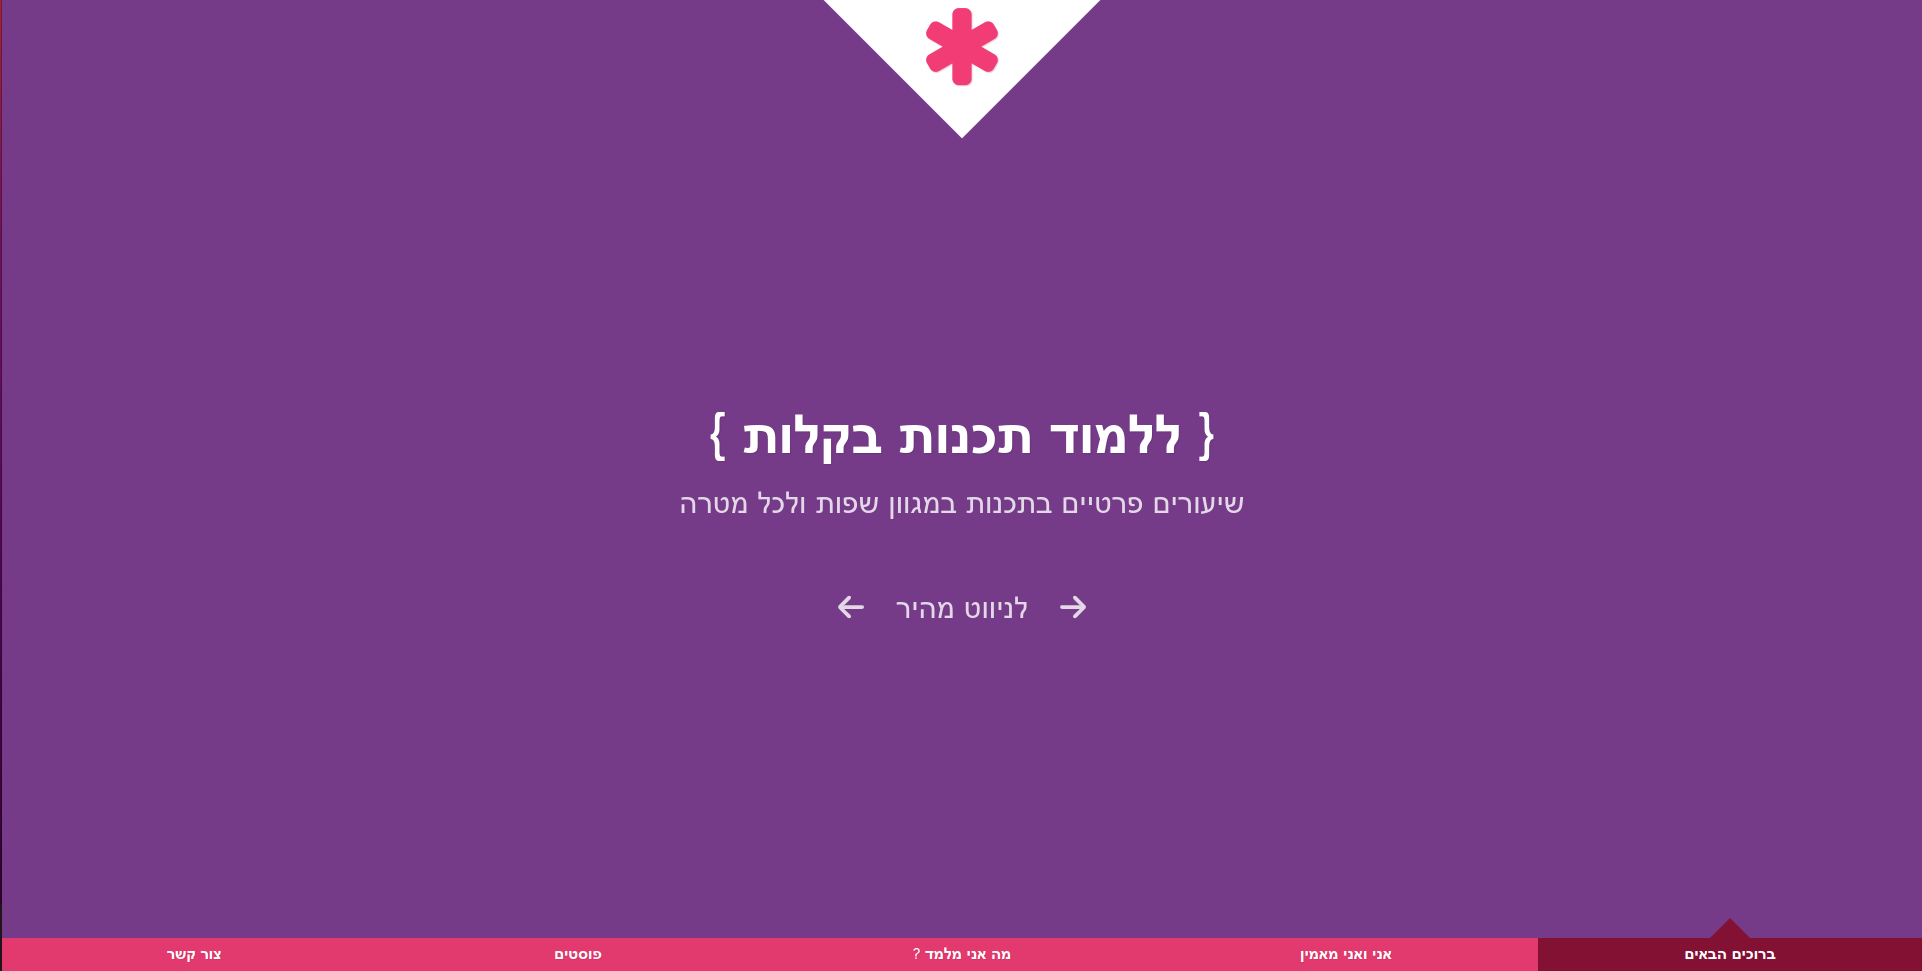 { ללמוד תכנות בקלות }
שיעורים פרטיים בתכנות במגוון שפות ולכל מטרה
→ לניווט מהיר ←
ברוכים הבאים
אני ואני מאמין
מה אני מלמד ?
פוסטים
צור קשר